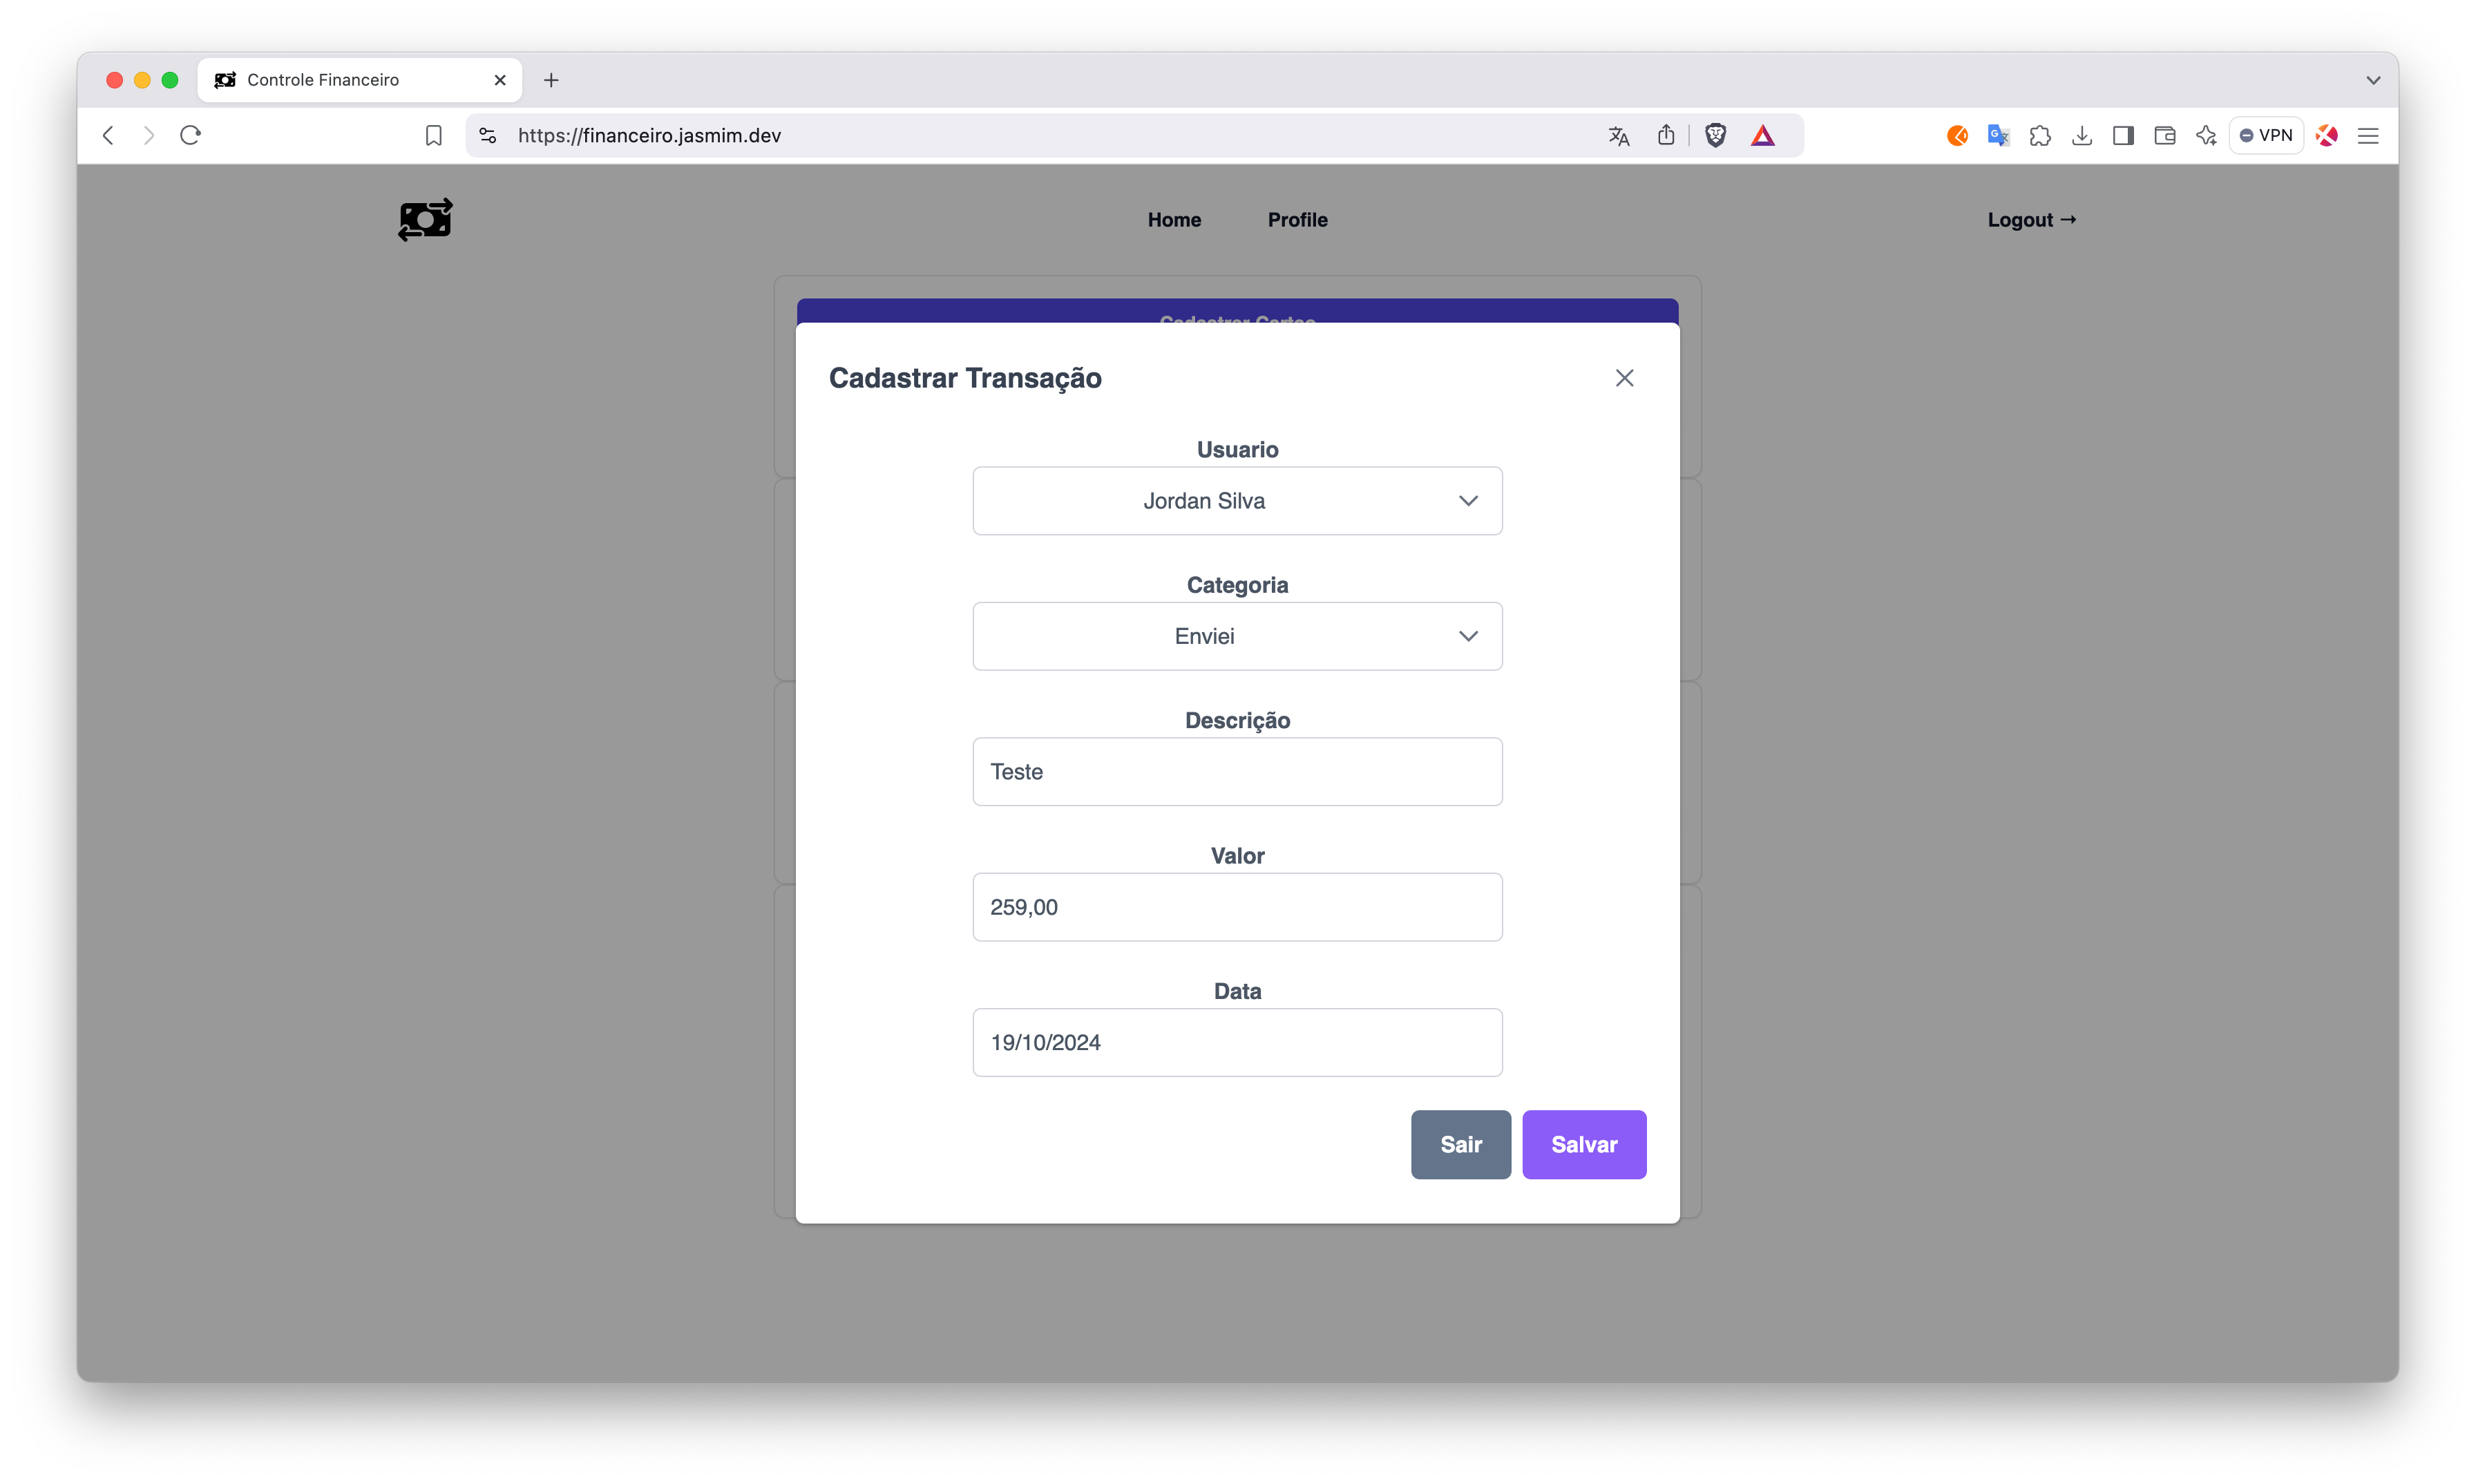 Controle Financeiro
https://financeiro.jasmim.dev
VPN
Home Profile Logout →
Cadastrar Cartao
Cadastrar Transação
Usuario
Jordan Silva
Categoria
Enviei
Descrição
Teste
Valor
259,00
Data
19/10/2024
Sair Salvar